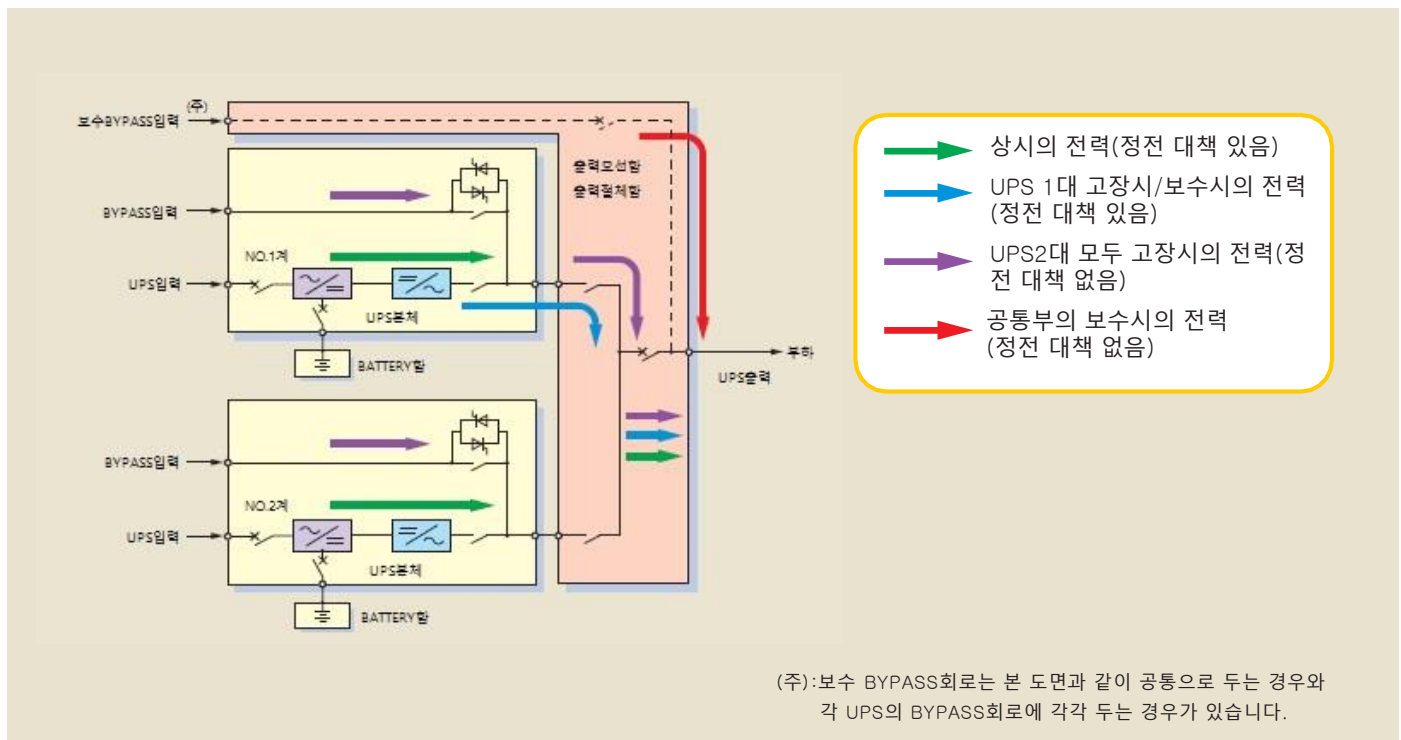 (주)
보수BYPASS입력
출력모선함
출력절체함
BYPASS입력
NO.1계
UPS입력
UPS본체
BATTERY함
부하
UPS출력
BYPASS입력
NO.2계
UPS입력
UPS본체
BATTERY함
상시의 전력(정전 대책 있음)
UPS 1대 고장시/보수시의 전력
(정전 대책 있음)
UPS2대 모두 고장시의 전력(정
전 대책 없음)
공통부의 보수시의 전력
(정전 대책 없음)
(주):보수 BYPASS회로는 본 도면과 같이 공통으로 두는 경우와
각 UPS의 BYPASS회로에 각각 두는 경우가 있습니다.